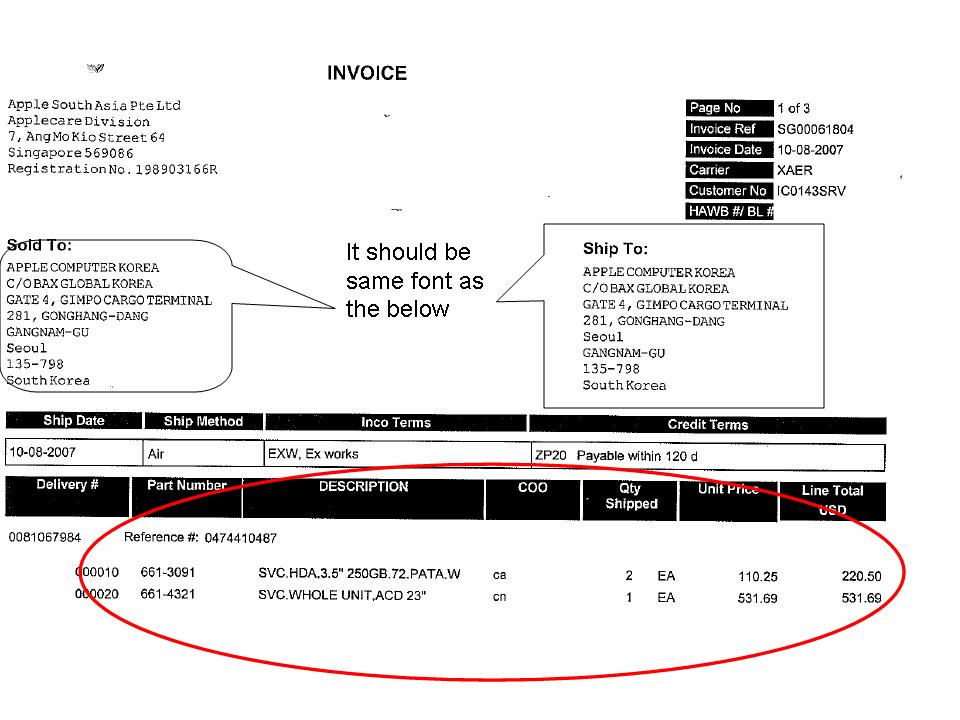 INVOICE
Apple South Asia Pte Ltd
Applecare Division
7, Ang Mo Kio Street 64
Singapore 569086
Registration No. 198903166R
Page No 1 of 3
Invoice Ref SG00061804
Invoice Date 10-08-2007
Carrier XAER
Customer No IC0143SRV
HAWB #/ BL #
Sold To:
APPLE COMPUTER KOREA
C/O BAX GLOBAL KOREA
GATE 4, GIMPO CARGO TERMINAL
281, GONGHANG-DANG
GANGNAM-GU
Seoul
135-798
South Korea
It should be
same font as
the below
Ship To:
APPLE COMPUTER KOREA
C/O BAX GLOBAL KOREA
GATE 4, GIMPO CARGO TERMINAL
281, GONGHANG-DANG
Seoul
GANGNAM-GU
135-798
South Korea
Ship Date Ship Method Inco Terms Credit Terms
10-08-2007 Air EXW, Ex works ZP20 Payable within 120 d
Delivery # Part Number DESCRIPTION COO Qty Shipped Unit Price Line Total USD
0081067984 Reference #: 0474410487
000010 661-3091 SVC.HDA,3.5" 250GB.72.PATA.W ca 2 EA 110.25 220.50
000020 661-4321 SVC.WHOLE UNIT,ACD 23" cn 1 EA 531.69 531.69